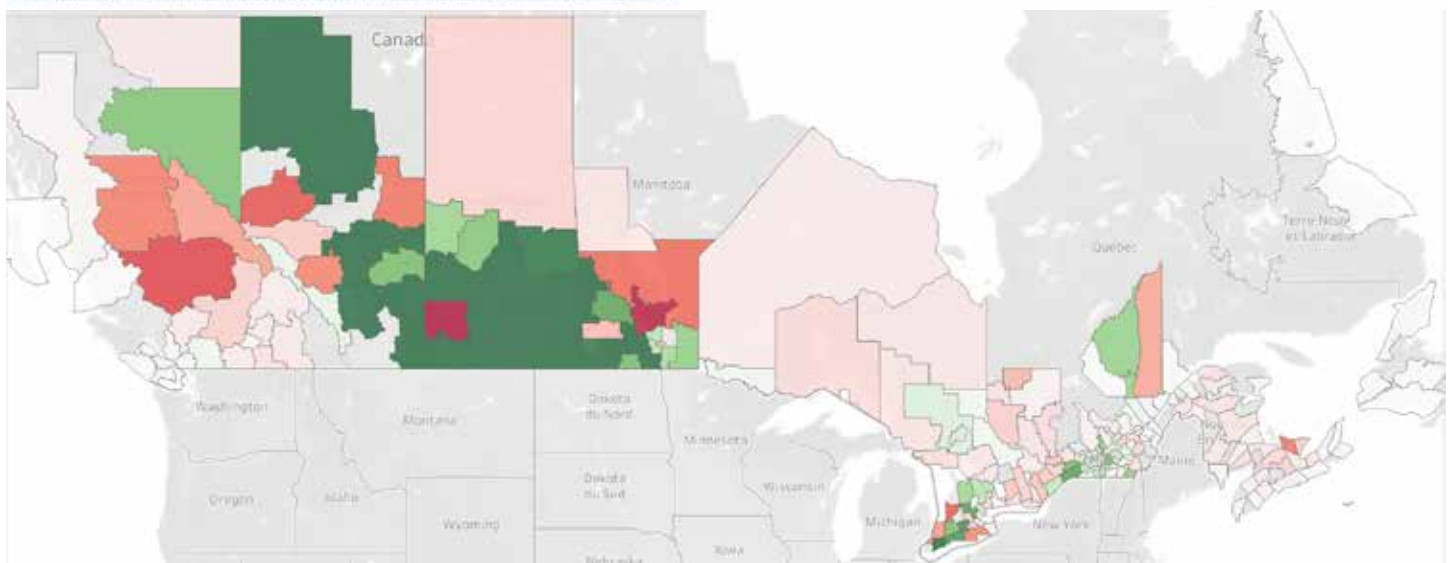 Canada
Manitoba
Terre-Neuve
et-Labrador
Québec
Washington
Montana
Dakota
du Nord
Minnesota
Oregon
Idaho
Dakota
du Sud
Wisconsin
Wyoming
Michigan
New York
Maine
Iowa
Nebraska